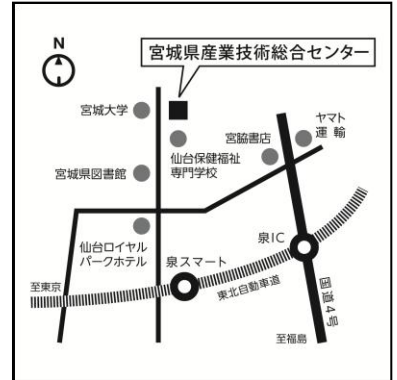 N
宮城県産業技術総合センター
宮城大学
ヤマト
運輸
宮脇書店
仙台保健福祉
専門学校
宮城県図書館
仙台ロイヤル
パークホテル
泉スマート
泉IC
東北自動車道
至東京
国道4号
至福島